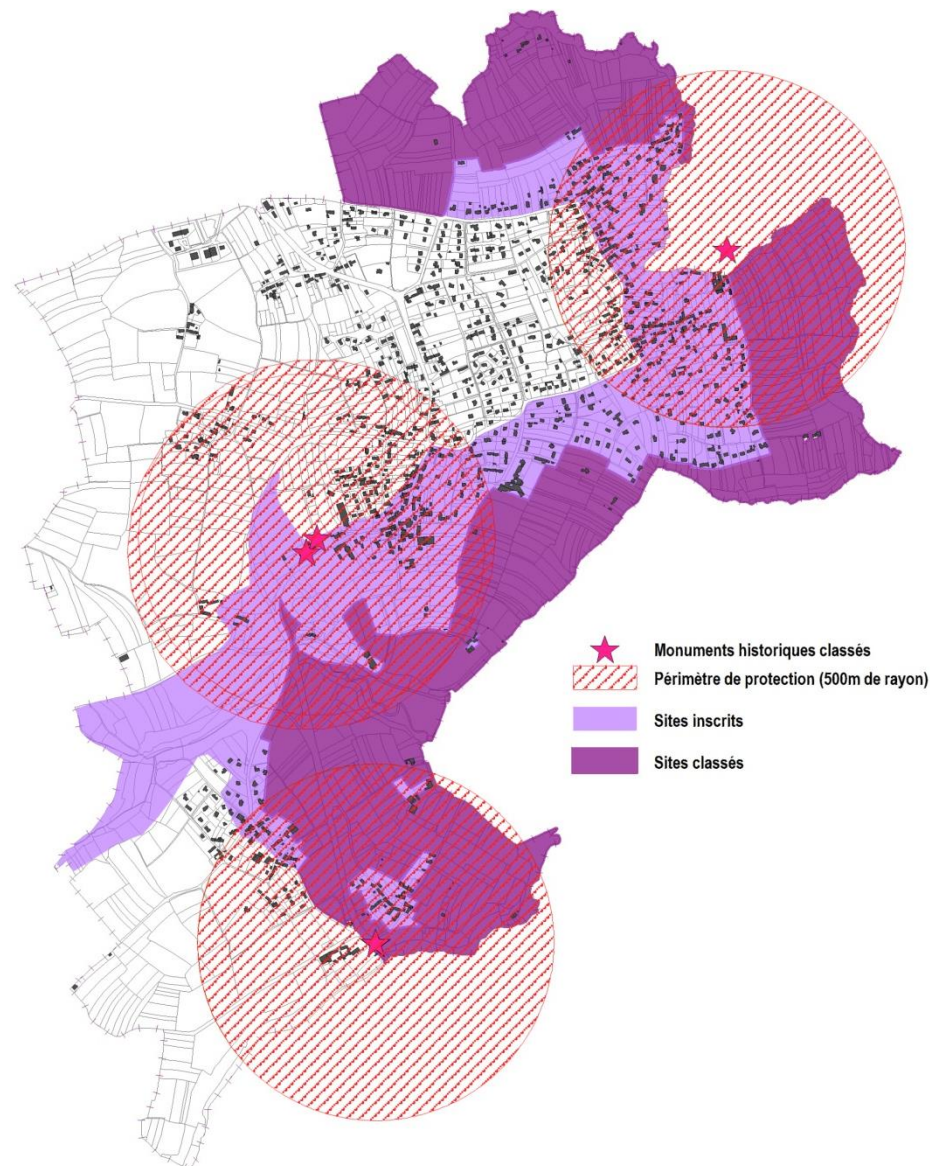 Monuments historiques classés
Périmètre de protection (500m de rayon)
Sites inscrits
Sites classés